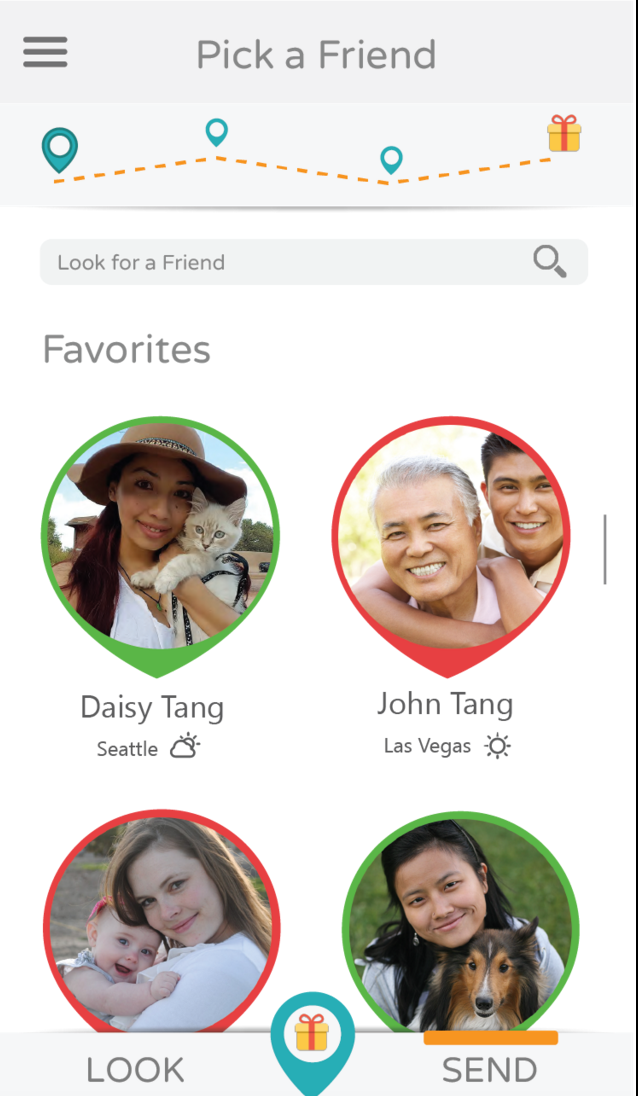 Pick a Friend
Look for a Friend
Favorites
Daisy Tang
John Tang
Seattle
Las Vegas
LOOK
SEND